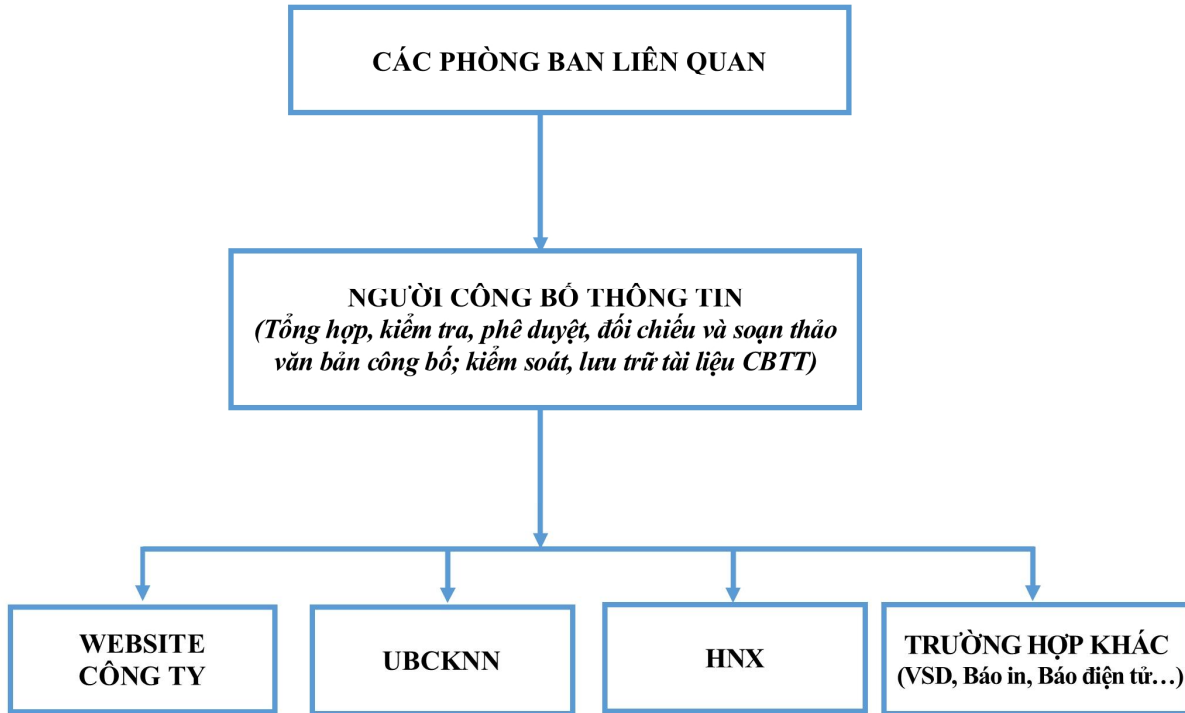 CÁC PHÒNG BAN LIÊN QUAN
NGƯỜI CÔNG BỐ THÔNG TIN
(Tổng hợp, kiểm tra, phê duyệt, đối chiếu và soạn thảo
văn bản công bố; kiểm soát, lưu trữ tài liệu CBTT)
WEBSITE
CÔNG TY
UBCKNN
HNX
TRƯỜNG HỢP KHÁC
(VSD, Báo in, Báo điện tử…)